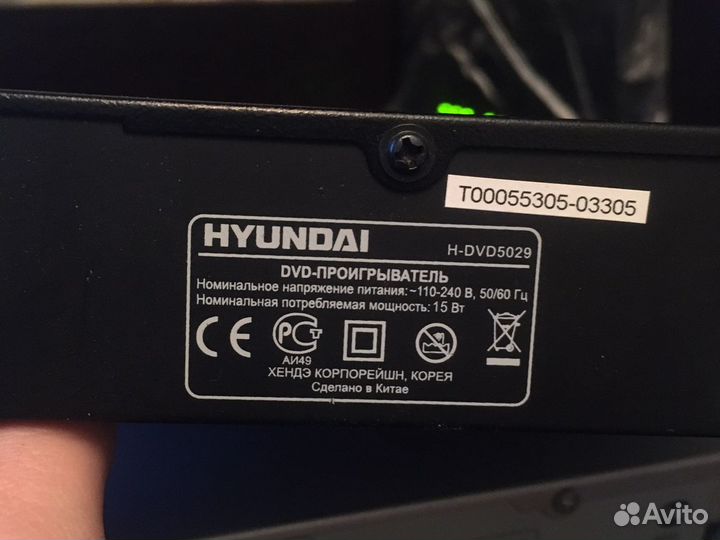 T00055305-03305
HYUNDAI H-DVD5029
DVD-ПРОИГРЫВАТЕЛЬ
Номинальное напряжение питания:~110-240 В, 50/60 Гц
Номинальная потребляемая мощность:15 Вт
CE РСТ
АИ49
ХЕНДЭ КОРПОРЕЙШН, КОРЕЯ
Сделано в Китае
Avito